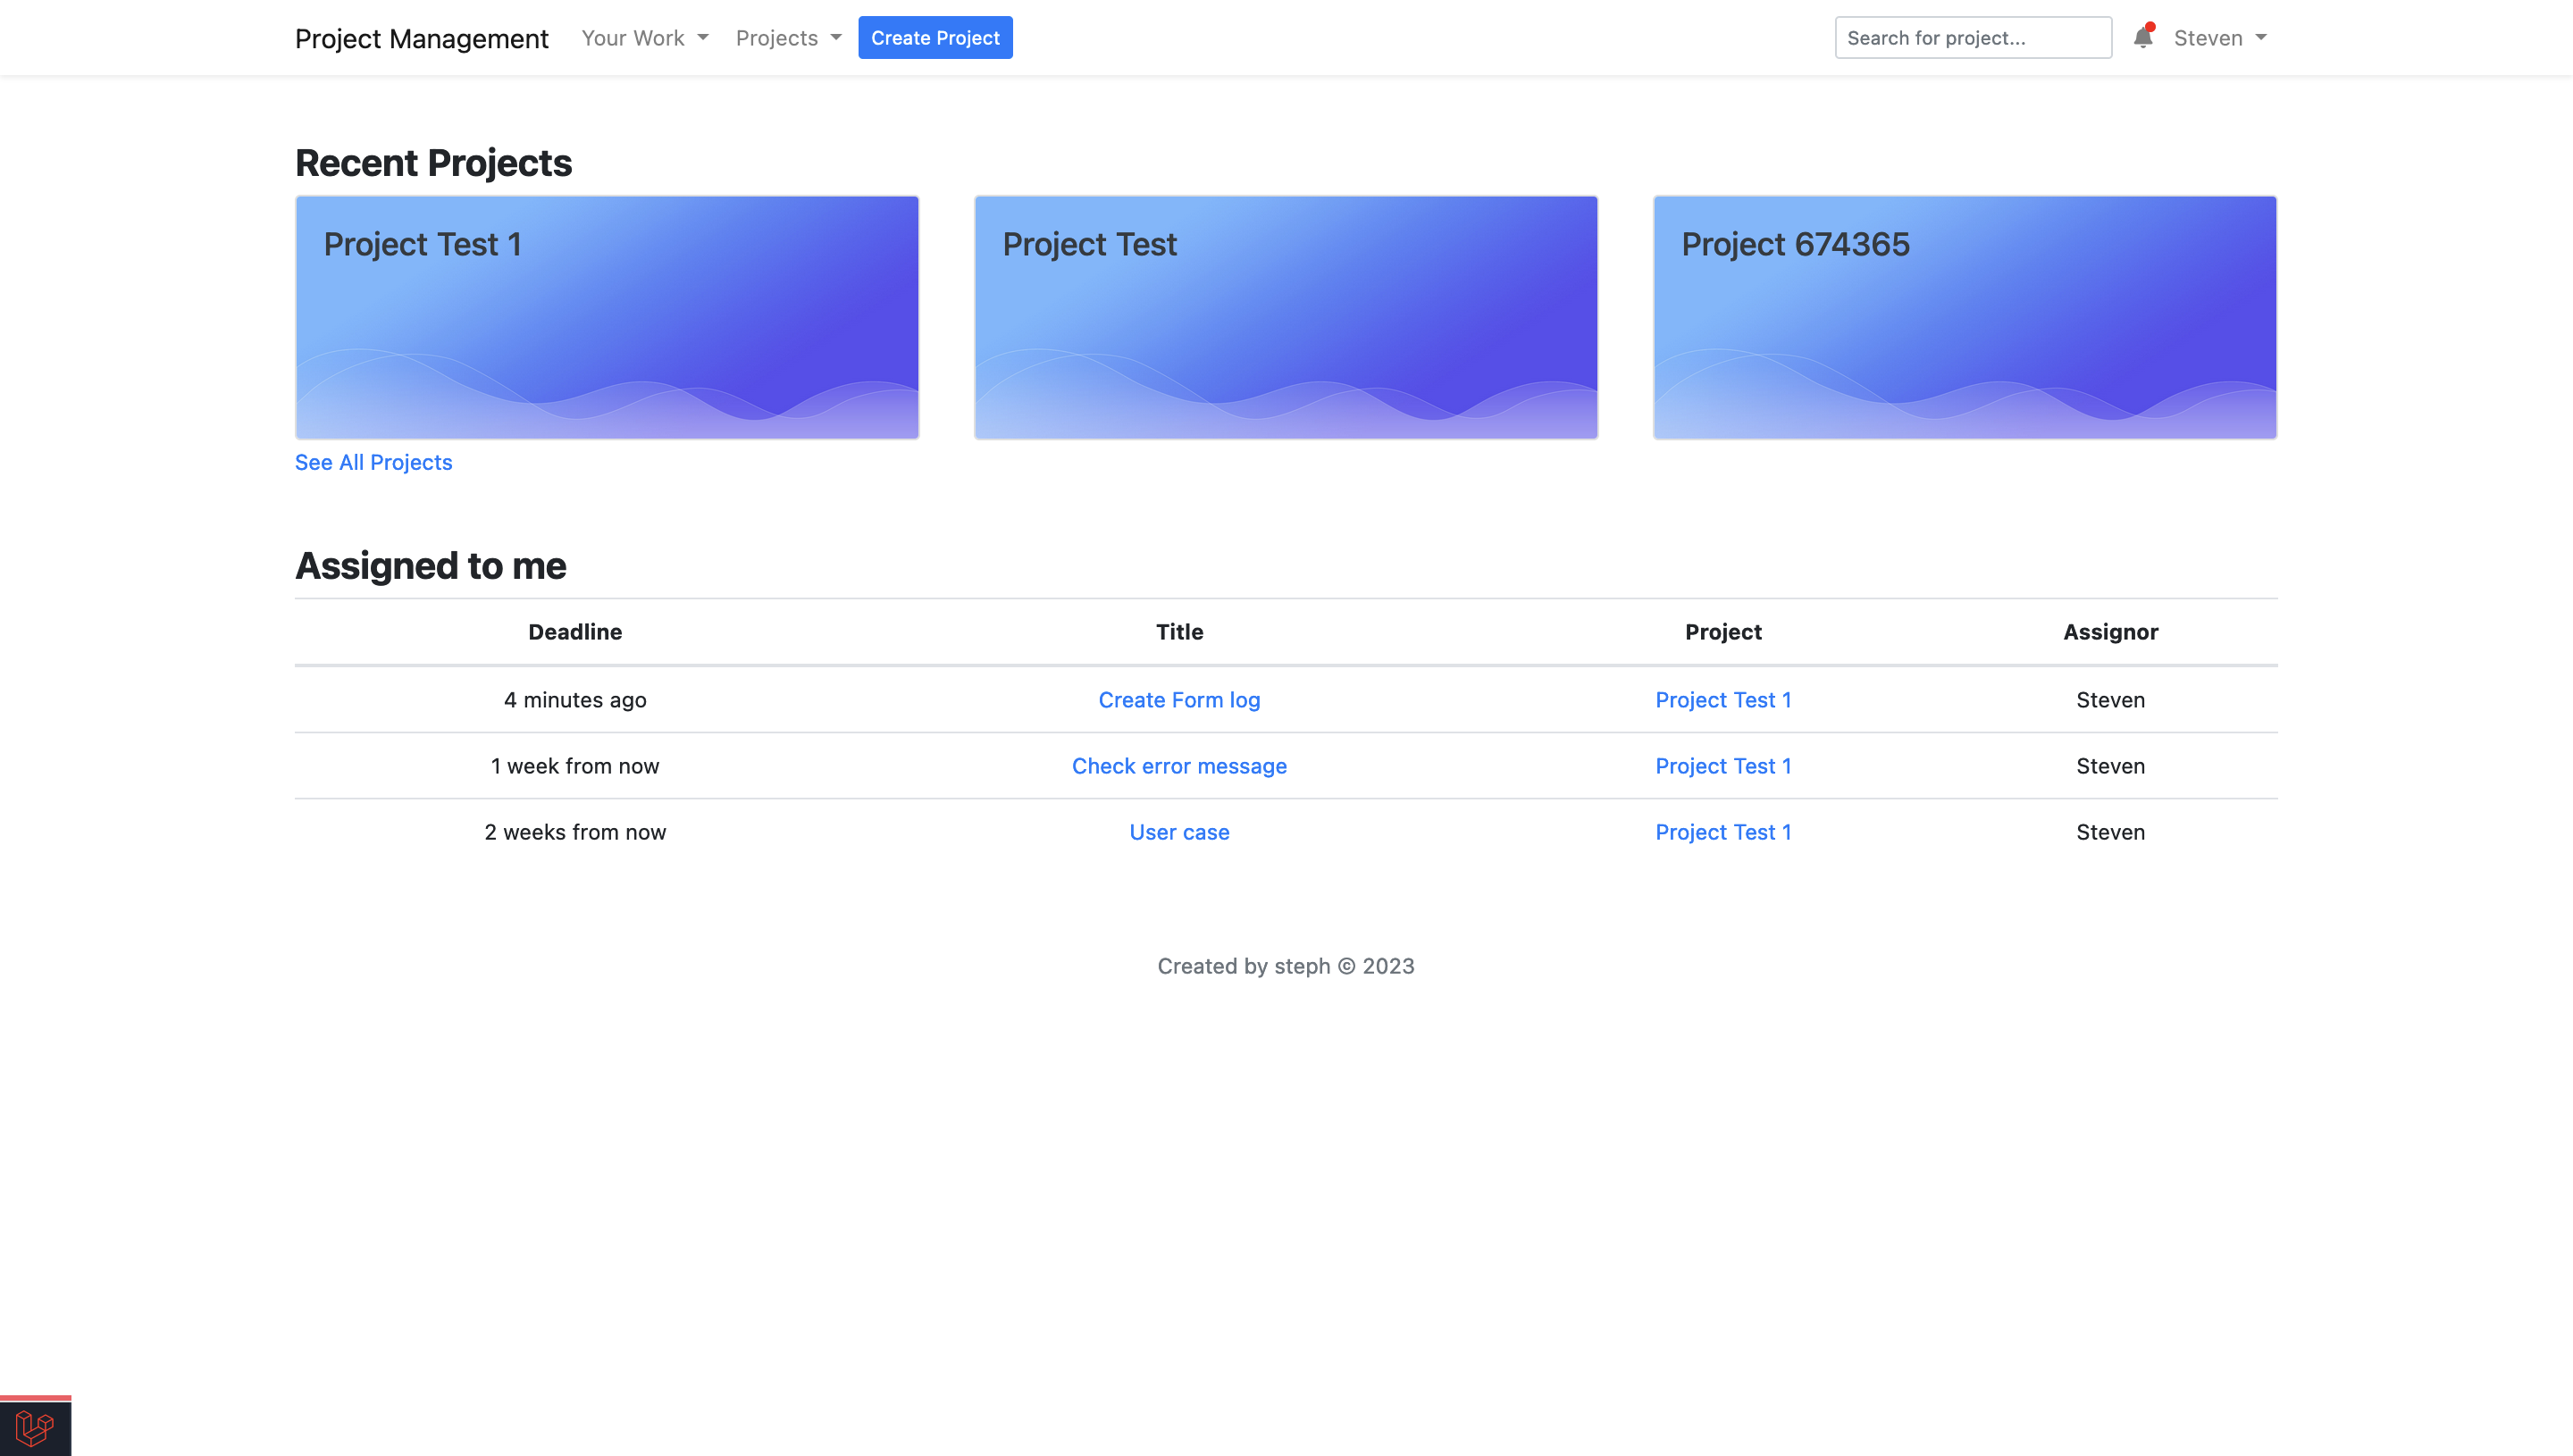 Project Management Your Work Projects Create Project Search for project... Steven
Recent Projects
Project Test 1 Project Test Project 674365
See All Projects
Assigned to me
Deadline Title Project Assignor
4 minutes ago Create Form log Project Test 1 Steven
1 week from now Check error message Project Test 1 Steven
2 weeks from now User case Project Test 1 Steven
Created by steph © 2023